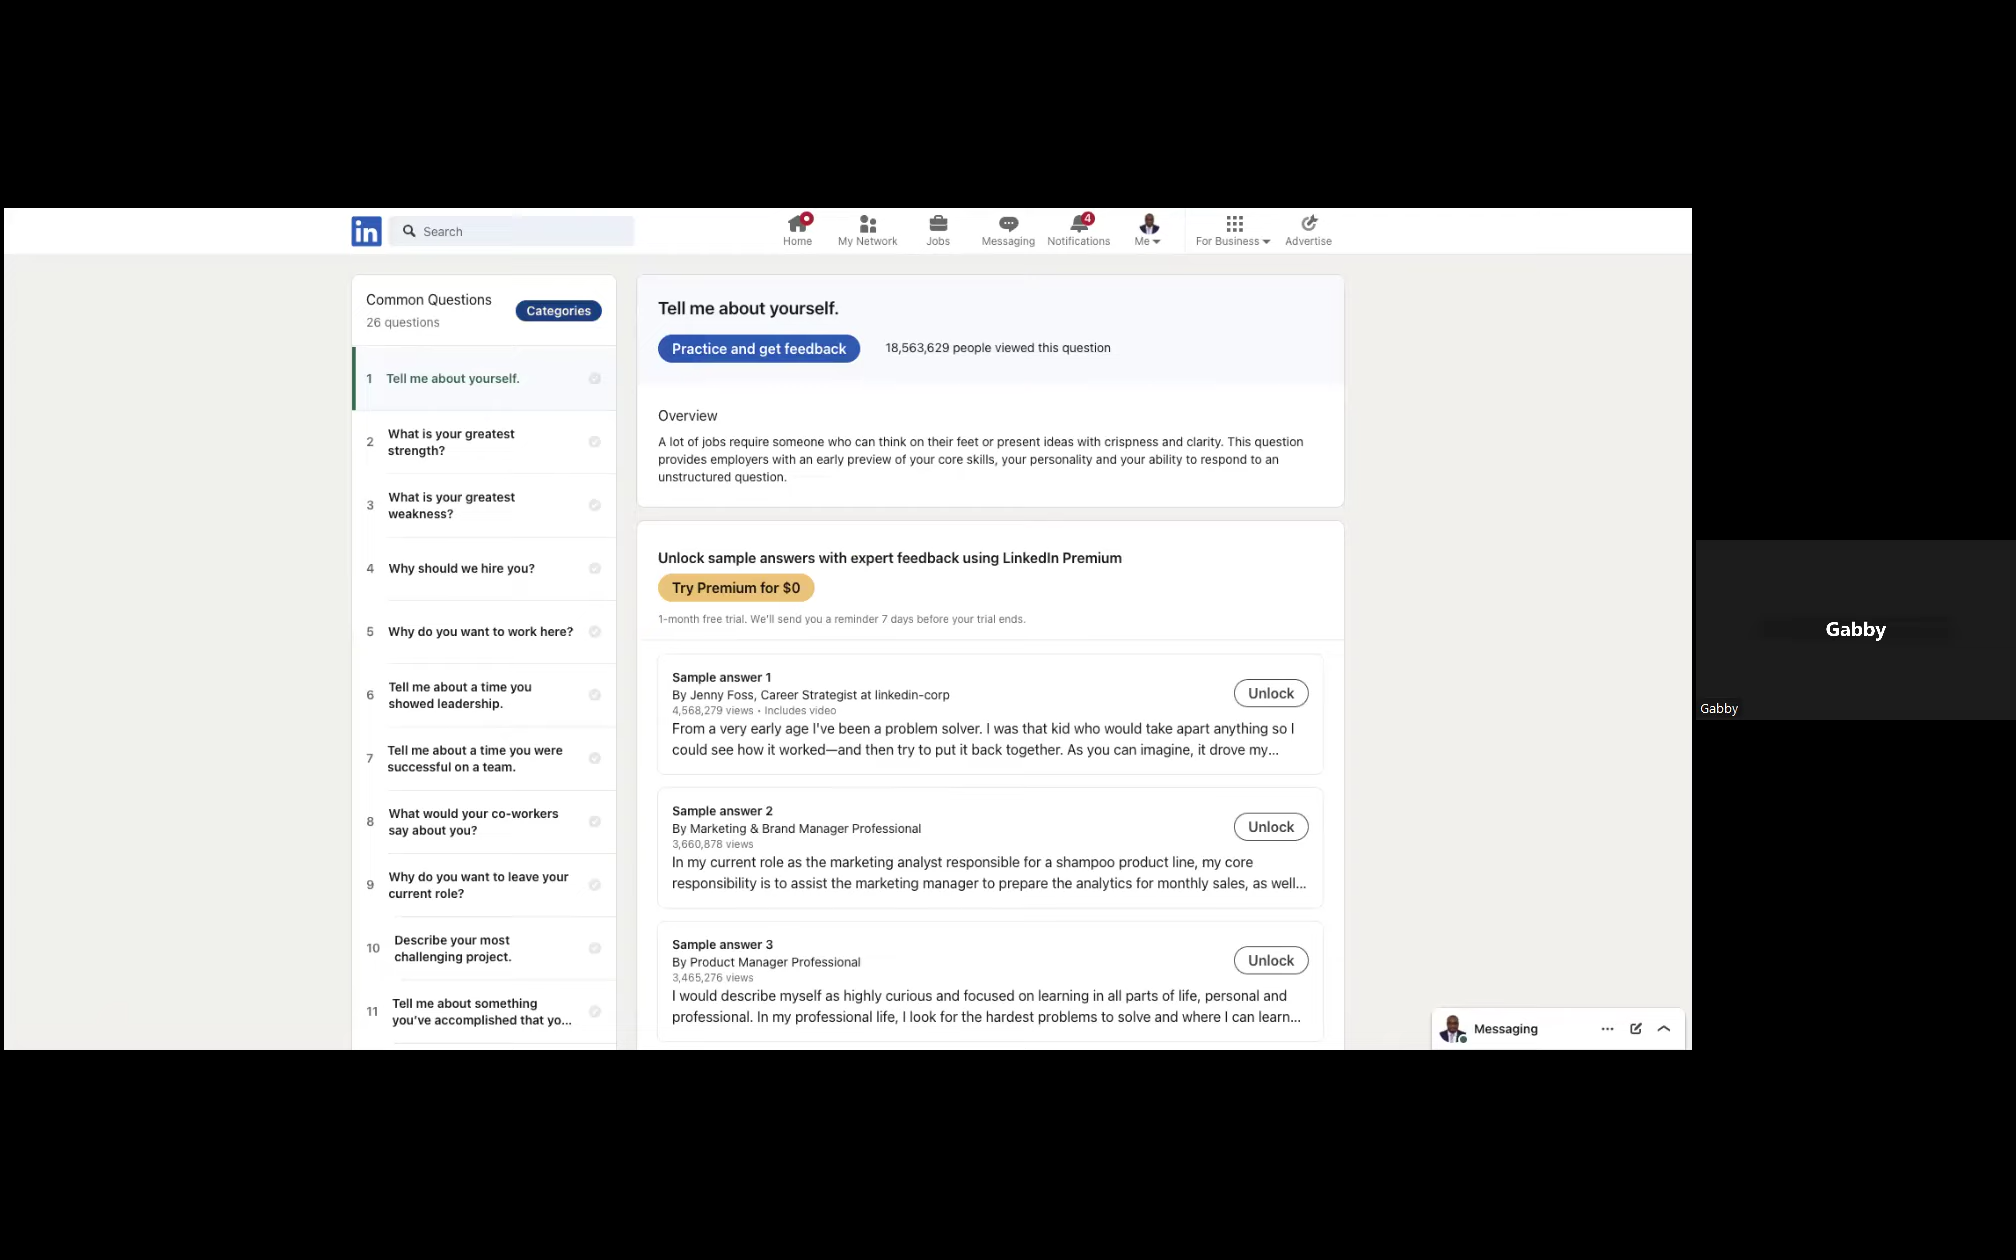 in
Search
Home
My Network
Jobs
Messaging
4
Notifications
Me
For Business
Advertise
Common Questions
26 questions
Categories
1 Tell me about yourself.
2 What is your greatest
strength?
3 What is your greatest
weakness?
4 Why should we hire you?
5 Why do you want to work here?
6 Tell me about a time you
showed leadership.
7 Tell me about a time you were
successful on a team.
8 What would your co-workers
say about you?
9 Why do you want to leave your
current role?
10 Describe your most
challenging project.
11 Tell me about something
you've accomplished that yo...
Tell me about yourself.
Practice and get feedback
18,563,629 people viewed this question
Overview
A lot of jobs require someone who can think on their feet or present ideas with crispness and clarity. This question
provides employers with an early preview of your core skills, your personality and your ability to respond to an
unstructured question.
Unlock sample answers with expert feedback using LinkedIn Premium
Try Premium for $0
1-month free trial. We'll send you a reminder 7 days before your trial ends.
Sample answer 1
By Jenny Foss, Career Strategist at linkedin-corp
4,568,279 views • Includes video
Unlock
From a very early age I've been a problem solver. I was that kid who would take apart anything so I
could see how it worked—and then try to put it back together. As you can imagine, it drove my...
Sample answer 2
By Marketing & Brand Manager Professional
3,660,878 views
Unlock
In my current role as the marketing analyst responsible for a shampoo product line, my core
responsibility is to assist the marketing manager to prepare the analytics for monthly sales, as well...
Sample answer 3
By Product Manager Professional
3,465,276 views
Unlock
I would describe myself as highly curious and focused on learning in all parts of life, personal and
professional. In my professional life, I look for the hardest problems to solve and where I can learn...
Messaging
Gabby
Gabby